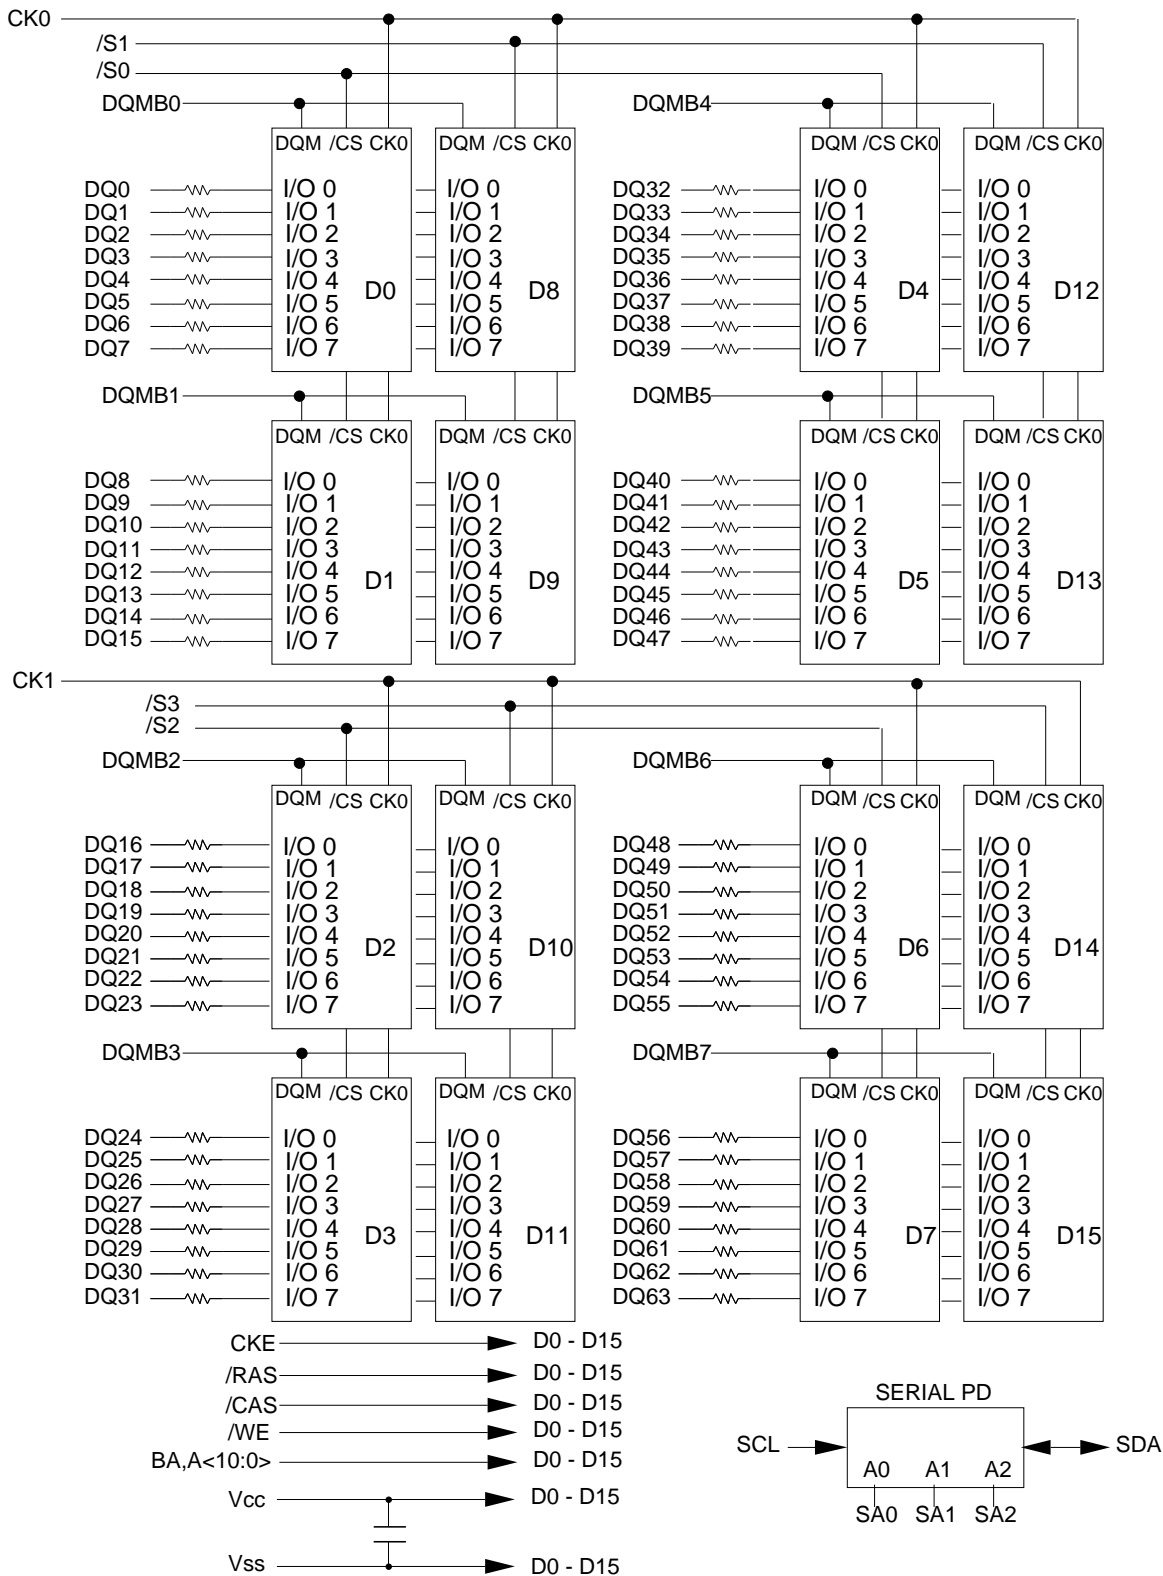 CK0
/S1
/S0
DQMB0 DQMB4
DQM /CS CK0 DQM /CS CK0 DQM /CS CK0 DQM /CS CK0
DQ0 I/O 0 I/O 0 DQ32 I/O 0 I/O 0
DQ1 I/O 1 I/O 1 DQ33 I/O 1 I/O 1
DQ2 I/O 2 I/O 2 DQ34 I/O 2 I/O 2
DQ3 I/O 3 I/O 3 DQ35 I/O 3 I/O 3
DQ4 I/O 4 I/O 4 DQ36 I/O 4 I/O 4
D0 D8 D4 D12
DQ5 I/O 5 I/O 5 DQ37 I/O 5 I/O 5
DQ6 I/O 6 I/O 6 DQ38 I/O 6 I/O 6
DQ7 I/O 7 I/O 7 DQ39 I/O 7 I/O 7
DQMB1 DQMB5
DQM /CS CK0 DQM /CS CK0 DQM /CS CK0 DQM /CS CK0
DQ8 I/O 0 I/O 0 DQ40 I/O 0 I/O 0
DQ9 I/O 1 I/O 1 DQ41 I/O 1 I/O 1
DQ10 I/O 2 I/O 2 DQ42 I/O 2 I/O 2
DQ11 I/O 3 I/O 3 DQ43 I/O 3 I/O 3
DQ12 I/O 4 I/O 4 DQ44 I/O 4 I/O 4
D1 D9 D5 D13
DQ13 I/O 5 I/O 5 DQ45 I/O 5 I/O 5
DQ14 I/O 6 I/O 6 DQ46 I/O 6 I/O 6
DQ15 I/O 7 I/O 7 DQ47 I/O 7 I/O 7
CK1
/S3
/S2
DQMB2 DQMB6
DQM /CS CK0 DQM /CS CK0 DQM /CS CK0 DQM /CS CK0
DQ16 I/O 0 I/O 0 DQ48 I/O 0 I/O 0
DQ17 I/O 1 I/O 1 DQ49 I/O 1 I/O 1
DQ18 I/O 2 I/O 2 DQ50 I/O 2 I/O 2
DQ19 I/O 3 I/O 3 DQ51 I/O 3 I/O 3
DQ20 I/O 4 I/O 4 DQ52 I/O 4 I/O 4
D2 D10 D6 D14
DQ21 I/O 5 I/O 5 DQ53 I/O 5 I/O 5
DQ22 I/O 6 I/O 6 DQ54 I/O 6 I/O 6
DQ23 I/O 7 I/O 7 DQ55 I/O 7 I/O 7
DQMB3 DQMB7
DQM /CS CK0 DQM /CS CK0 DQM /CS CK0 DQM /CS CK0
DQ24 I/O 0 I/O 0 DQ56 I/O 0 I/O 0
DQ25 I/O 1 I/O 1 DQ57 I/O 1 I/O 1
DQ26 I/O 2 I/O 2 DQ58 I/O 2 I/O 2
DQ27 I/O 3 I/O 3 DQ59 I/O 3 I/O 3
DQ28 I/O 4 I/O 4 DQ60 I/O 4 I/O 4
D3 D11 D7 D15
DQ29 I/O 5 I/O 5 DQ61 I/O 5 I/O 5
DQ30 I/O 6 I/O 6 DQ62 I/O 6 I/O 6
DQ31 I/O 7 I/O 7 DQ63 I/O 7 I/O 7
CKE D0 - D15
/RAS D0 - D15
/CAS D0 - D15
/WE D0 - D15
BA,A<10:0> D0 - D15
Vcc D0 - D15
Vss D0 - D15
SERIAL PD
SCL SDA
A0 A1 A2
SA0 SA1 SA2